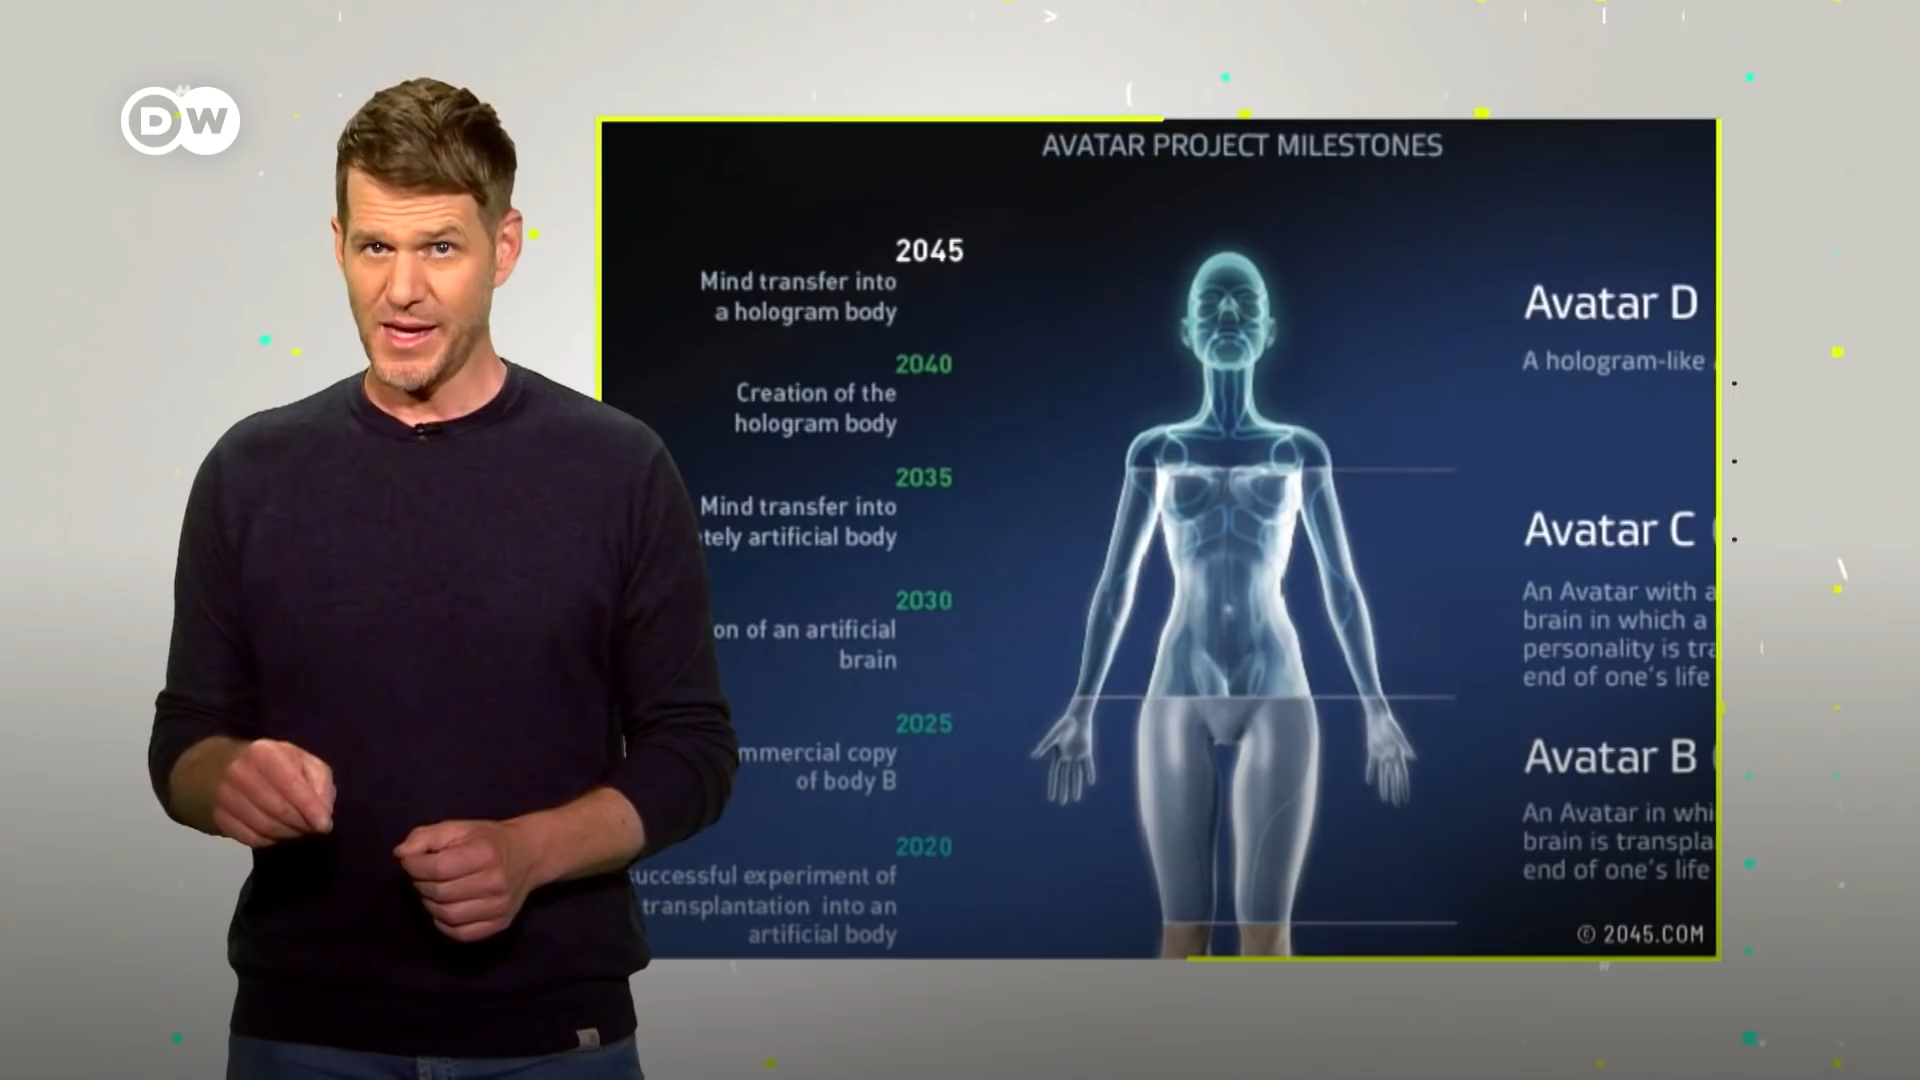 DW
AVATAR PROJECT MILESTONES
2045
Mind transfer into
a hologram body
2040
Creation of the
hologram body
2035
Mind transfer into
artificial body
2030
on of an artificial
brain
2025
copy
of body B
2020
experiment of
transplantation into an
artificial body
Avatar D
A hologram-like
Avatar C
An Avatar with a
brain in which a
personality is
end of one's life
Avatar B
An Avatar in
brain is
end of one's life
© 2045.COM